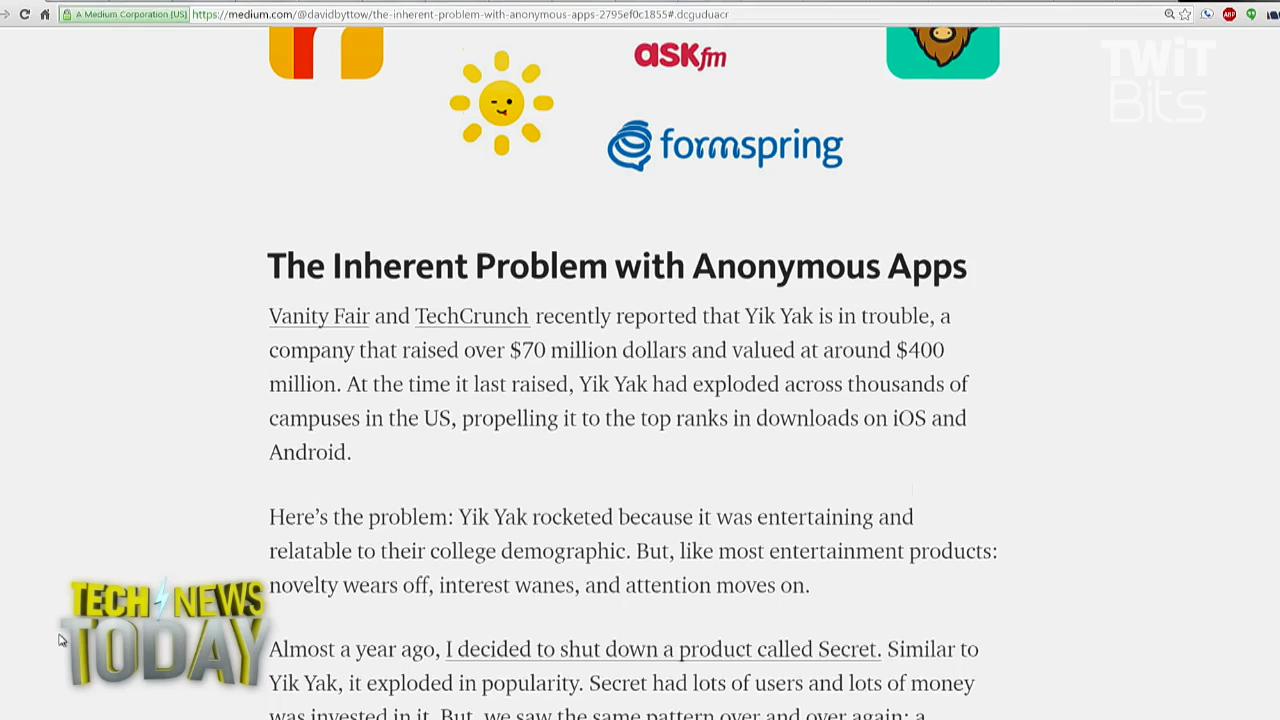 A Medium Corporation [US]
https://medium.com/@davidbyttow/the-inherent-problem-with-anonymous-apps-2795ef0c1855#.dcguduacr
ABP
TWiT
Bits
ASKfm
formspring
The Inherent Problem with Anonymous Apps
Vanity Fair and TechCrunch recently reported that Yik Yak is in trouble, a
company that raised over $70 million dollars and valued at around $400
million. At the time it last raised, Yik Yak had exploded across thousands of
campuses in the US, propelling it to the top ranks in downloads on iOS and
Android.
Here’s the problem: Yik Yak rocketed because it was entertaining and
relatable to their college demographic. But, like most entertainment products:
novelty wears off, interest wanes, and attention moves on.
TECH NEWS
TODAY
Almost a year ago, I decided to shut down a product called Secret. Similar to
Yik Yak, it exploded in popularity. Secret had lots of users and lots of money
was invested in it. But, we saw the same pattern over and over again: a